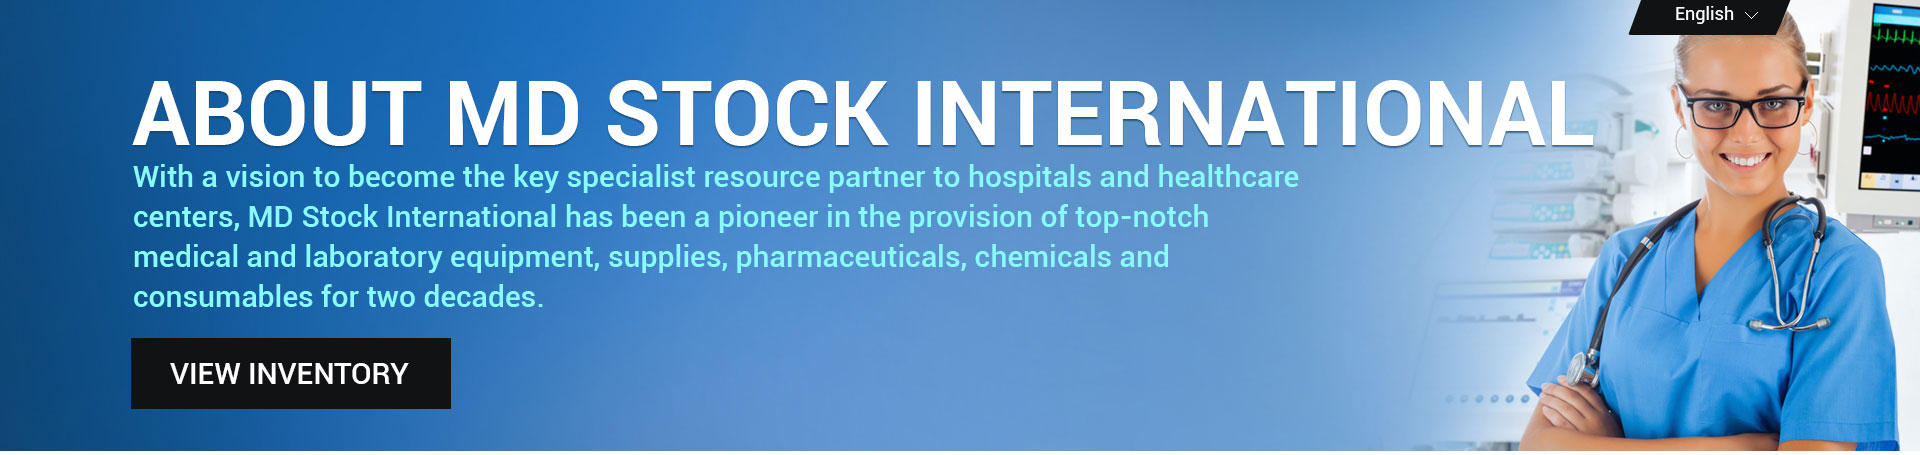 English
ABOUT MD STOCK INTERNATIONAL
With a vision to become the key specialist resource partner to hospitals and healthcare
centers, MD Stock International has been a pioneer in the provision of top-notch
medical and laboratory equipment, supplies, pharmaceuticals, chemicals and
consumables for two decades.
VIEW INVENTORY